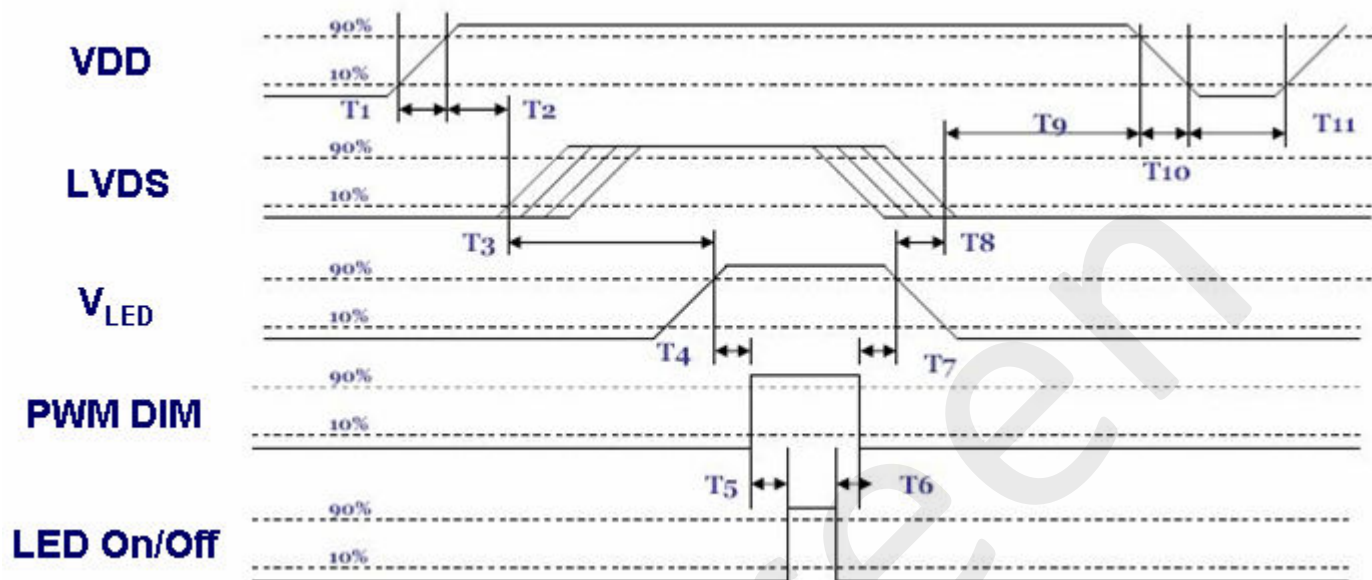 90%
VDD
10%
T1 T2 T9 T11
90%
T10
LVDS
10%
T3 T8
90%
VLED
10%
T4 T7
90%
PWM DIM
10%
T5 T6
90%
LED On/Off
10%
een